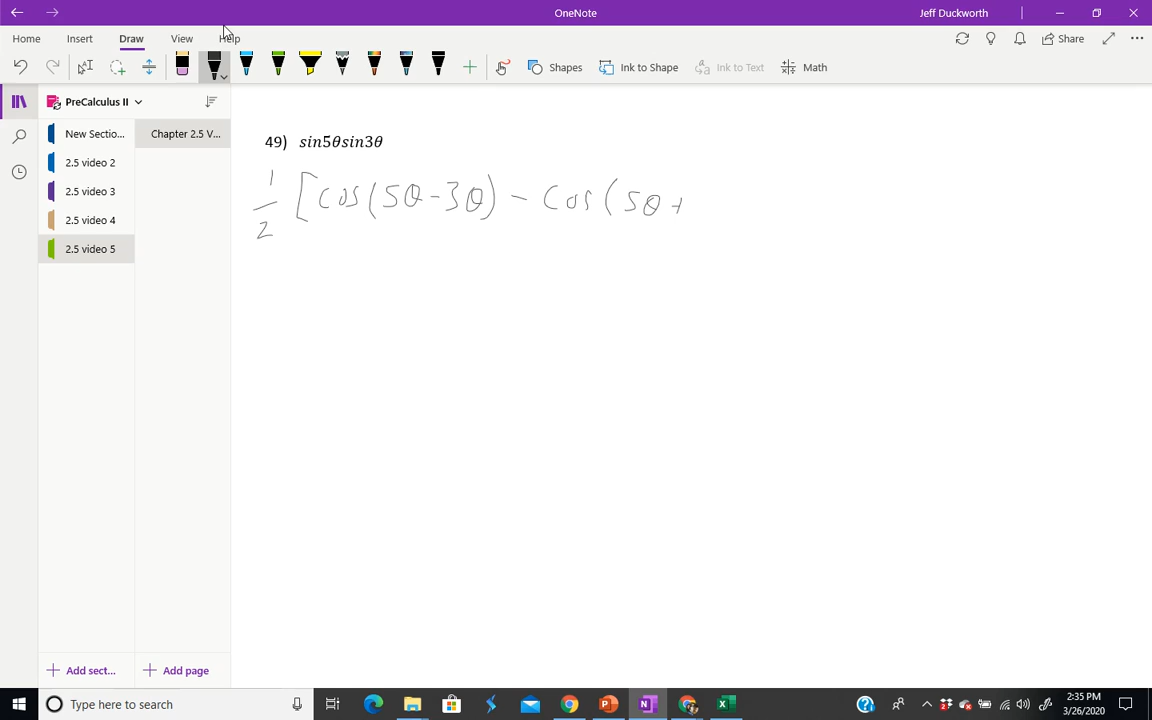 OneNote
Jeff Duckworth
Home Insert Draw View Help
Share
Shapes Ink to Shape Ink to Text Math
PreCalculus II
New Sectio...
2.5 video 2
2.5 video 3
2.5 video 4
2.5 video 5
Chapter 2.5 V...
49) sin5θsin3θ
1/2 [cos(5θ-3θ) - cos(5θ+
Add sect...
Add page
Type here to search
2:35 PM
3/26/2020